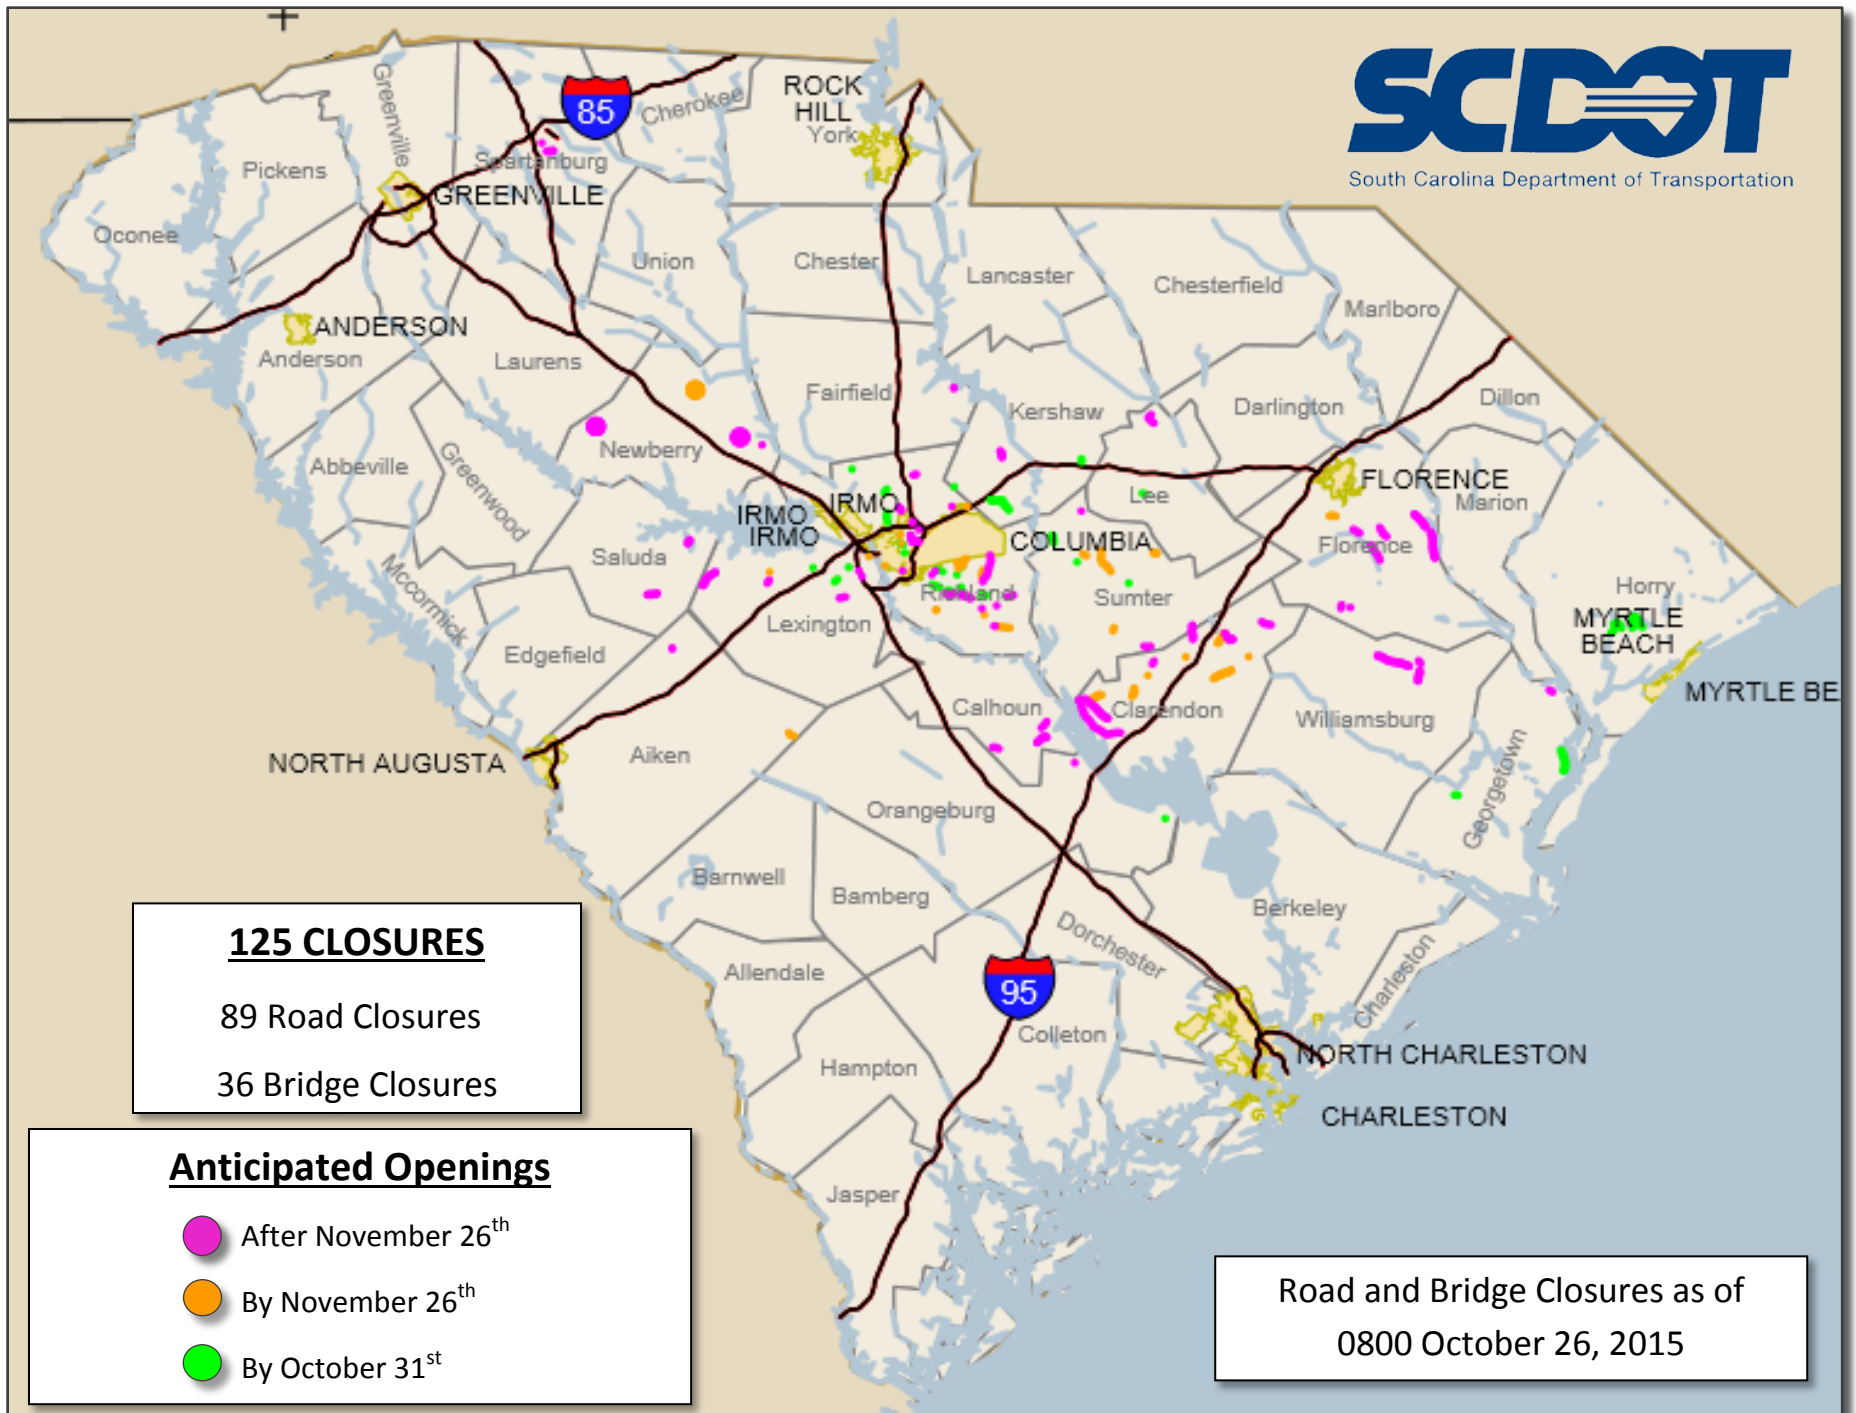 SCDOT
South Carolina Department of Transportation
85
Cherokee
ROCK
HILL
York
Greenville
Pickens
Spartanburg
GREENVILLE
Oconee
Union
Chester
Lancaster
Chesterfield
Marlboro
ANDERSON
Anderson
Laurens
Fairfield
Kershaw
Darlington
Dillon
Abbeville
Greenwood
Newberry
FLORENCE
Lee
Marion
IRMO
IRMO
IRMO
COLUMBIA
Florence
Saluda
Mccormick
Richland
Sumter
Horry
MYRTLE
BEACH
Lexington
Edgefield
MYRTLE BE
Calhoun
Clarendon
Williamsburg
NORTH AUGUSTA
Aiken
Georgetown
Orangeburg
Barnwell
Bamberg
Berkeley
Dorchester
Allendale
Charleston
95
Colleton
Hampton
NORTH CHARLESTON
CHARLESTON
Jasper
125 CLOSURES
89 Road Closures
36 Bridge Closures
Anticipated Openings
After November 26th
By November 26th
By October 31st
Road and Bridge Closures as of
0800 October 26, 2015